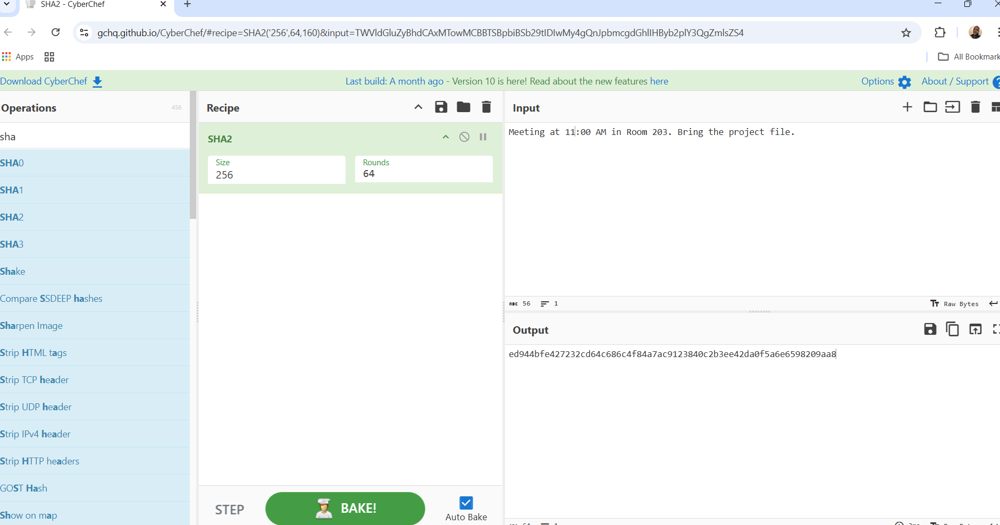 SHA2 - CyberChef
gchq.github.io/CyberChef/#recipe=SHA2('256',64,160)&input=TWVldGluZyBhdCAxMTowMCBBTSBpbiBSb29tIDIwMy4gQnJpbmcgdGhlIHByb2plY3QgZmlsZS4
Apps
All Bookmark
Download CyberChef
Last build: A month ago - Version 10 is here! Read about the new features here
Options
About / Support
Operations
456
sha
SHA0
SHA1
SHA2
SHA3
Shake
Compare SSDEEP hashes
Sharpen Image
Strip HTML tags
Strip TCP header
Strip UDP header
Strip IPv4 header
Strip HTTP headers
GOST Hash
Show on map
Recipe
SHA2
Size
256
Rounds
64
STEP
BAKE!
Auto Bake
Input
Meeting at 11:00 AM in Room 203. Bring the project file.
ABC 56
1
Tt Raw Bytes
Output
ed944bfe427232cd64c686c4f84a7ac9123840c2b3ee42da0f5a6e6598209aa8